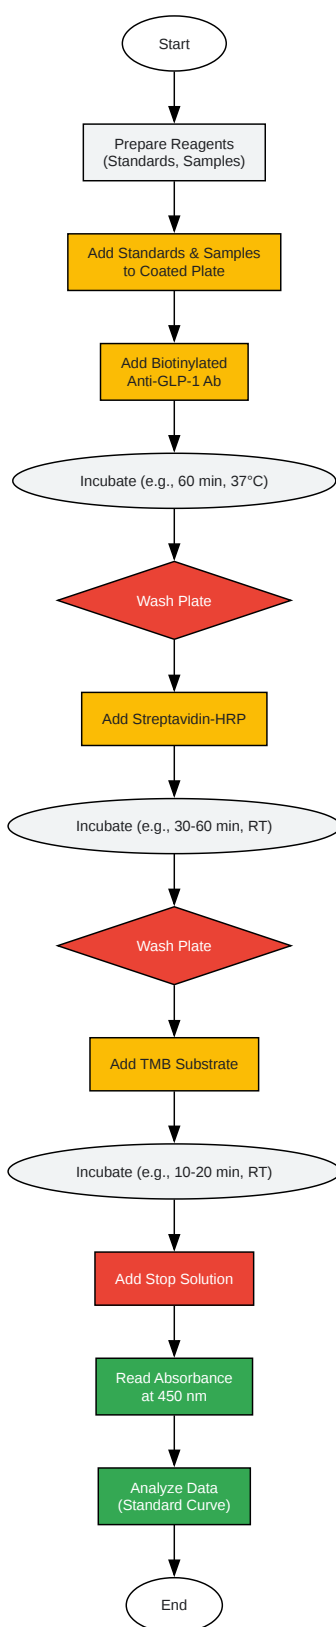 Start
Prepare Reagents
(Standards, Samples)
Add Standards & Samples
to Coated Plate
Add Biotinylated
Anti-GLP-1 Ab
Incubate (e.g., 60 min, 37°C)
Wash Plate
Add Streptavidin-HRP
Incubate (e.g., 30-60 min, RT)
Wash Plate
Add TMB Substrate
Incubate (e.g., 10-20 min, RT)
Add Stop Solution
Read Absorbance
at 450 nm
Analyze Data
(Standard Curve)
End